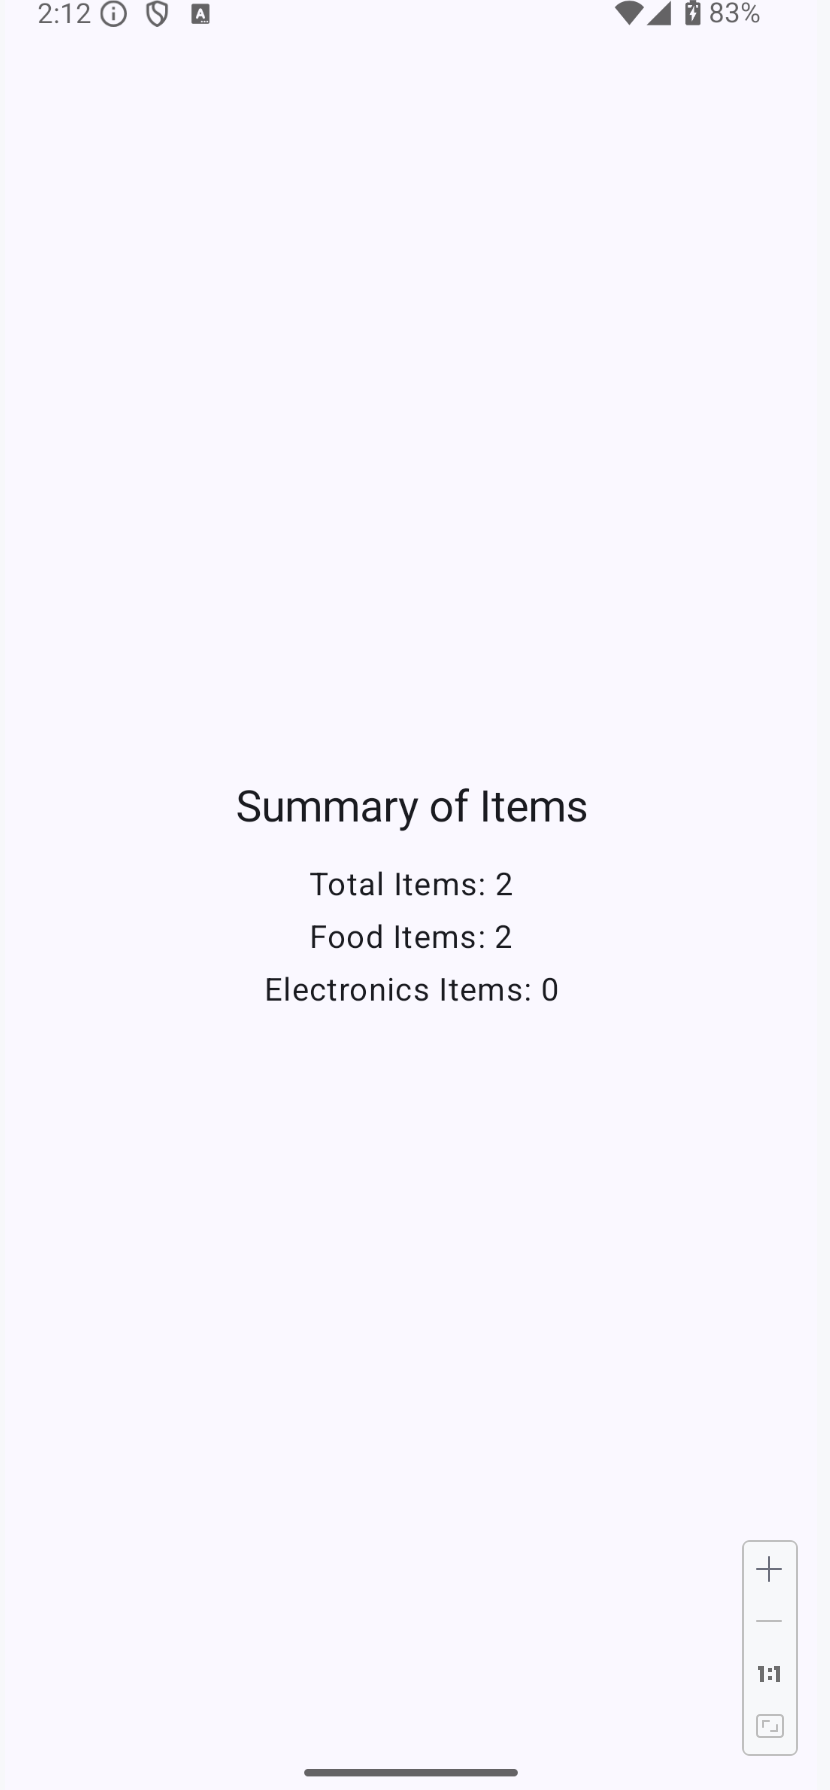 2:12 83%
Summary of Items
Total Items: 2
Food Items: 2
Electronics Items: 0
1:1